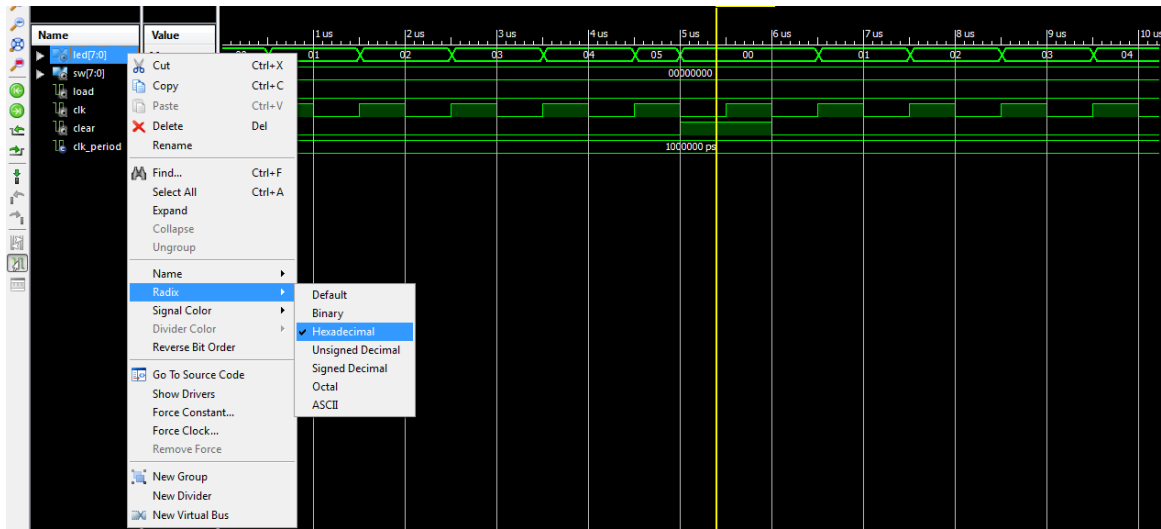 Name
Value
1 us
2 us
3 us
4 us
5 us
6 us
7 us
8 us
9 us
10 us
led[7:0]
01
02
03
04
05
00
01
02
03
04
sw[7:0]
00000000
load
clk
clear
clk_period
1000000 ps
Cut Ctrl+X
Copy Ctrl+C
Paste Ctrl+V
Delete Del
Rename
Find... Ctrl+F
Select All Ctrl+A
Expand
Collapse
Ungroup
Name
Radix
Signal Color
Divider Color
Reverse Bit Order
Go To Source Code
Show Drivers
Force Constant...
Force Clock...
Remove Force
New Group
New Divider
New Virtual Bus
Default
Binary
Hexadecimal
Unsigned Decimal
Signed Decimal
Octal
ASCII